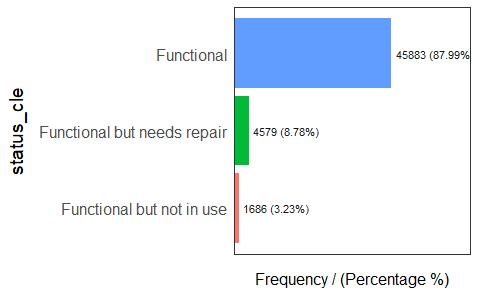 status_cle
Functional
45883 (87.99%
Functional but needs repair
4579 (8.78%)
Functional but not in use
1686 (3.23%)
Frequency / (Percentage %)